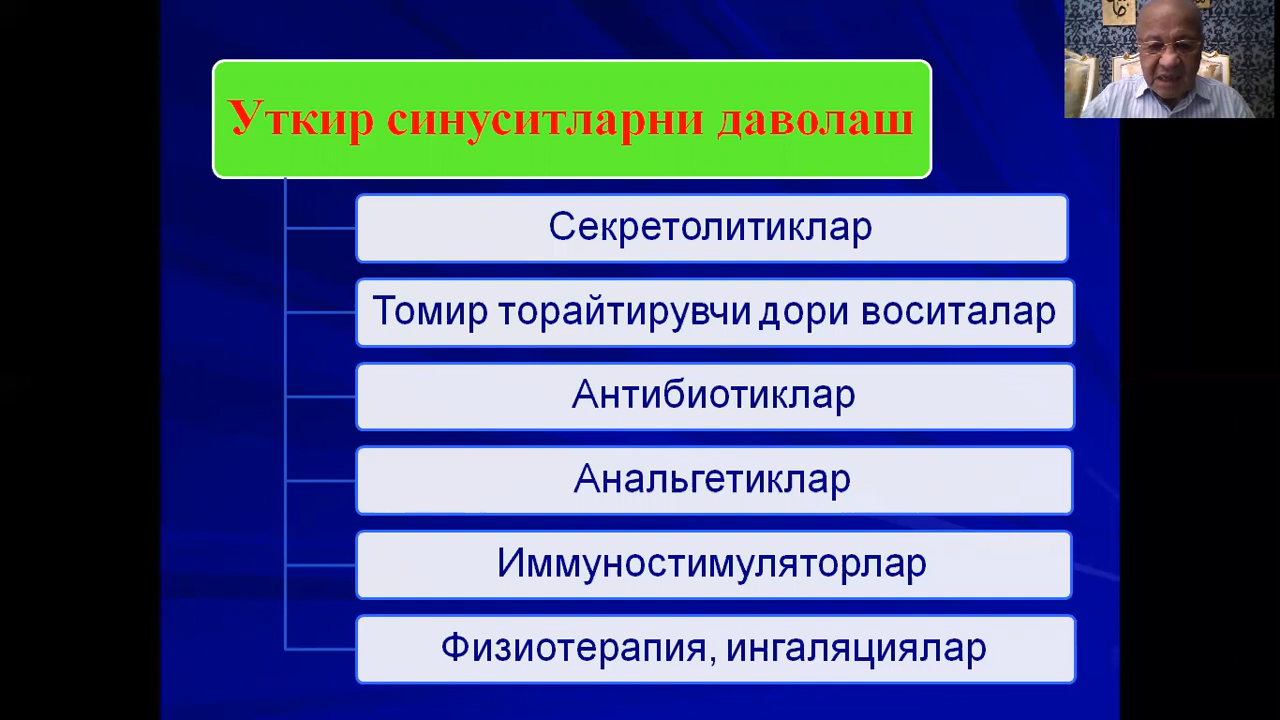 Уткир синуситларни даволаш
Секретолитиклар
Томир торайтирувчи дори воситалар
Антибиотиклар
Анальгетиклар
Иммуностимуляторлар
Физиотерапия, ингаляциялар